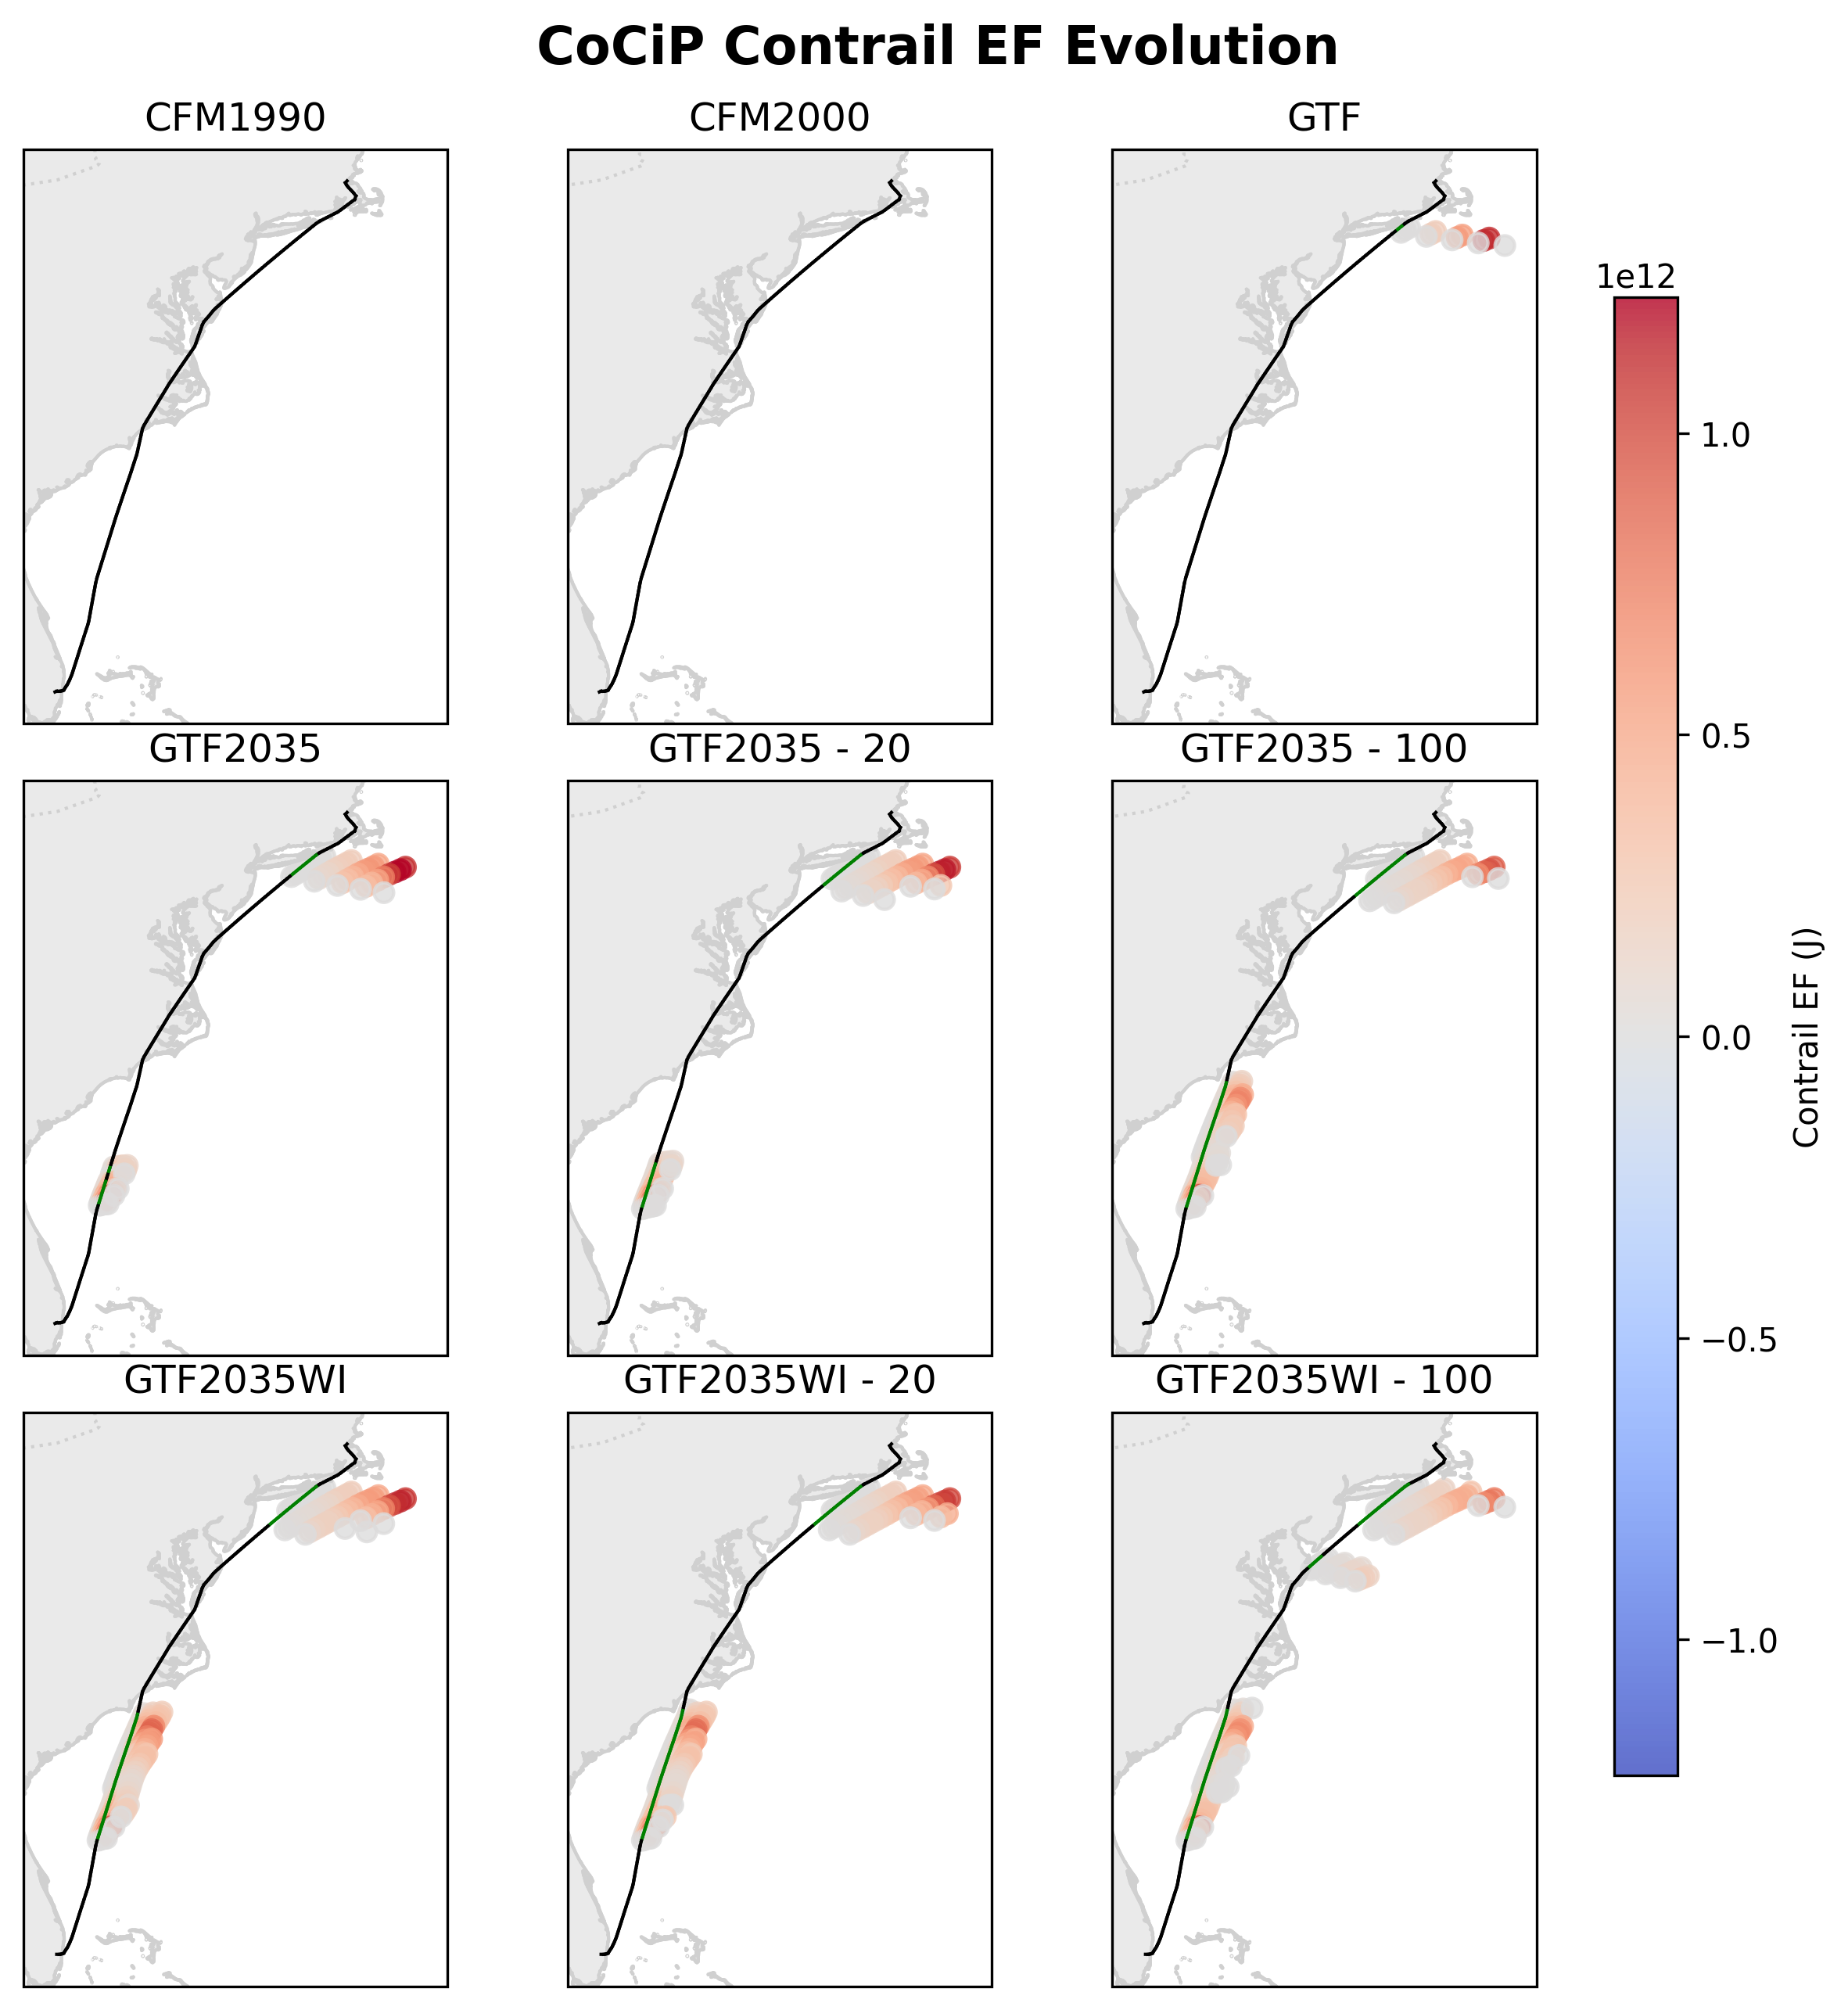 CoCiP Contrail EF Evolution
CFM1990
CFM2000
GTF
1e12
1.0
0.5
0.0
−0.5
−1.0
Contrail EF (J)
GTF2035
GTF2035 - 20
GTF2035 - 100
GTF2035WI
GTF2035WI - 20
GTF2035WI - 100